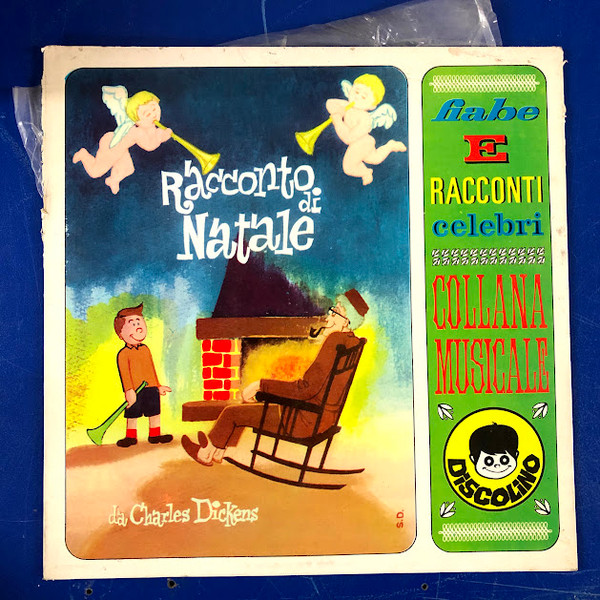 Racconto
di
Natale
da Charles Dickens
S.D.
fiabe
E
RACCONTI
celebri
COLLANA
MUSICALE
DiSCOLiNO